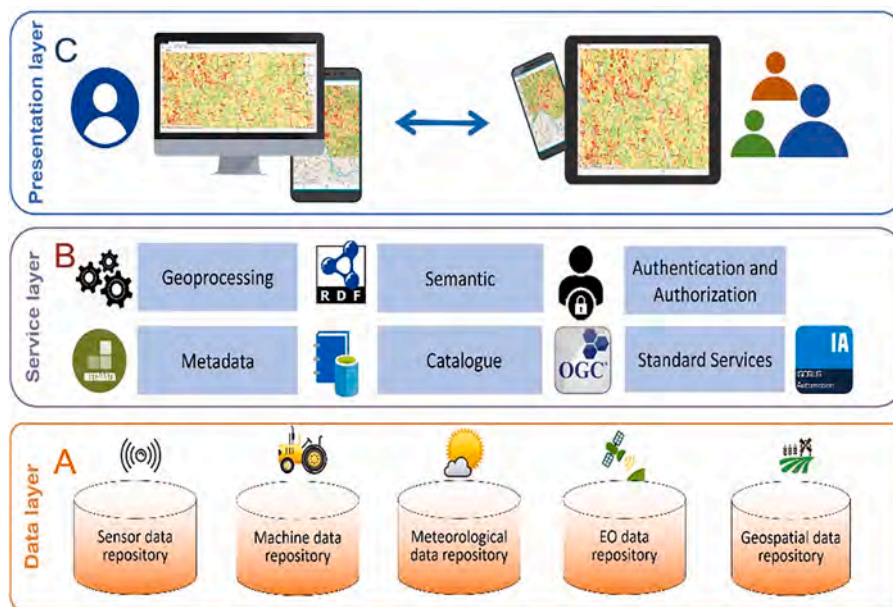 Presentation layer
C
Service layer
B
Geoprocessing
RDF
Semantic
Authentication and
Authorization
METADATA
Metadata
Catalogue
OGC
Standard Services
IA
Automation
Data layer
A
Sensor data
repository
Machine data
repository
Meteorological
data repository
EO data
repository
Geospatial data
repository